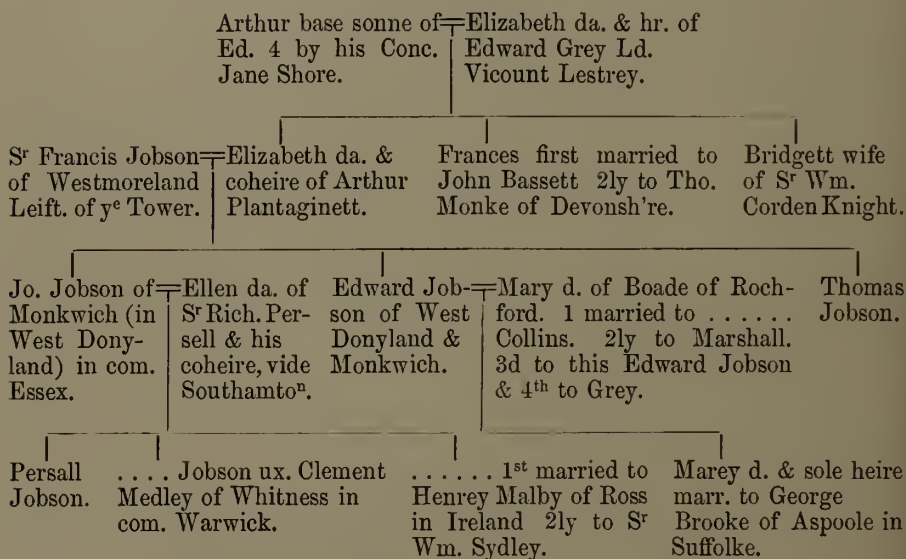 Arthur base sonne of
Ed. 4 by his Conc.
Jane Shore.
Elizabeth da. & hr. of
Edward Grey Ld.
Vicount Lestrey.
Sr Francis Jobson
of Westmoreland
Leift. of ye Tower.
Elizabeth da. &
coheire of Arthur
Plantaginett.
Frances first married to
John Bassett 2ly to Tho.
Monke of Devonsh're.
Bridgett wife
of Sr Wm.
Corden Knight.
Jo. Jobson of
Monkwich (in
West Dony-
land) in com.
Essex.
Ellen da. of
Sr Rich. Per-
sell & his
coheire, vide
Southamton.
Edward Job-
son of West
Donyland &
Monkwich.
Mary d. of Boade of Roch-
ford. 1 married to ......
Collins. 2ly to Marshall.
3d to this Edward Jobson
& 4th to Grey.
Thomas
Jobson.
Persall
Jobson.
.... Jobson ux. Clement
Medley of Whitness in
com. Warwick.
...... 1st married to
Henrey Malby of Ross
in Ireland 2ly to Sr
Wm. Sydley.
Marey d. & sole heire
marr. to George
Brooke of Aspoole in
Suffolke.